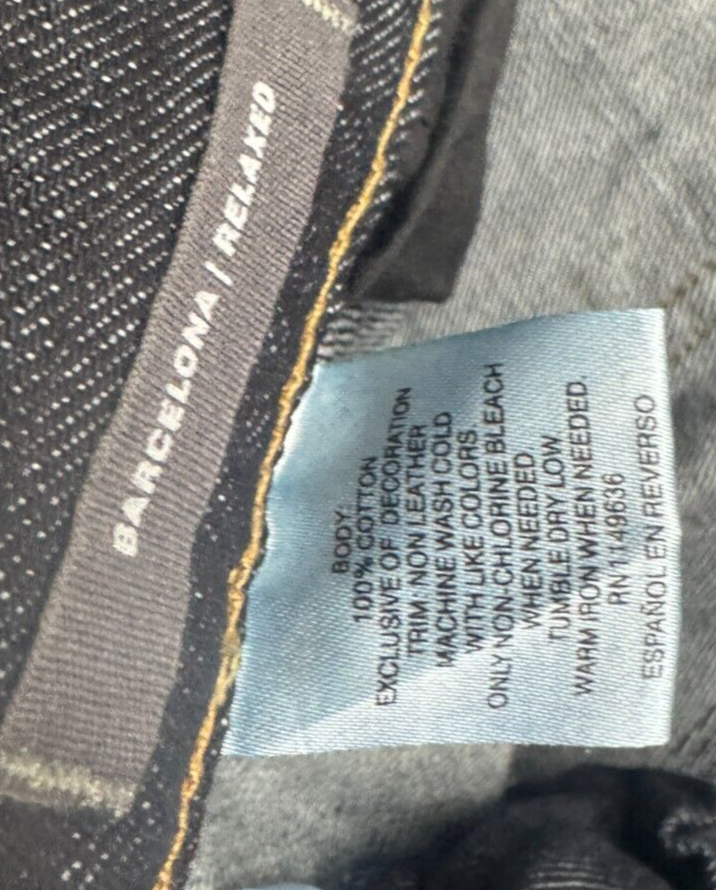 BARCELONA / RELAXED
BODY
100% COTTON
EXCLUSIVE OF DECORATION
TRIM: NON LEATHER
MACHINE WASH COLD
WITH LIKE COLORS
ONLY NON-CHLORINE BLEACH
WHEN NEEDED
TUMBLE DRY LOW
WARM IRON WHEN NEEDED.
RN 1149636
ESPAÑOL EN REVERSO